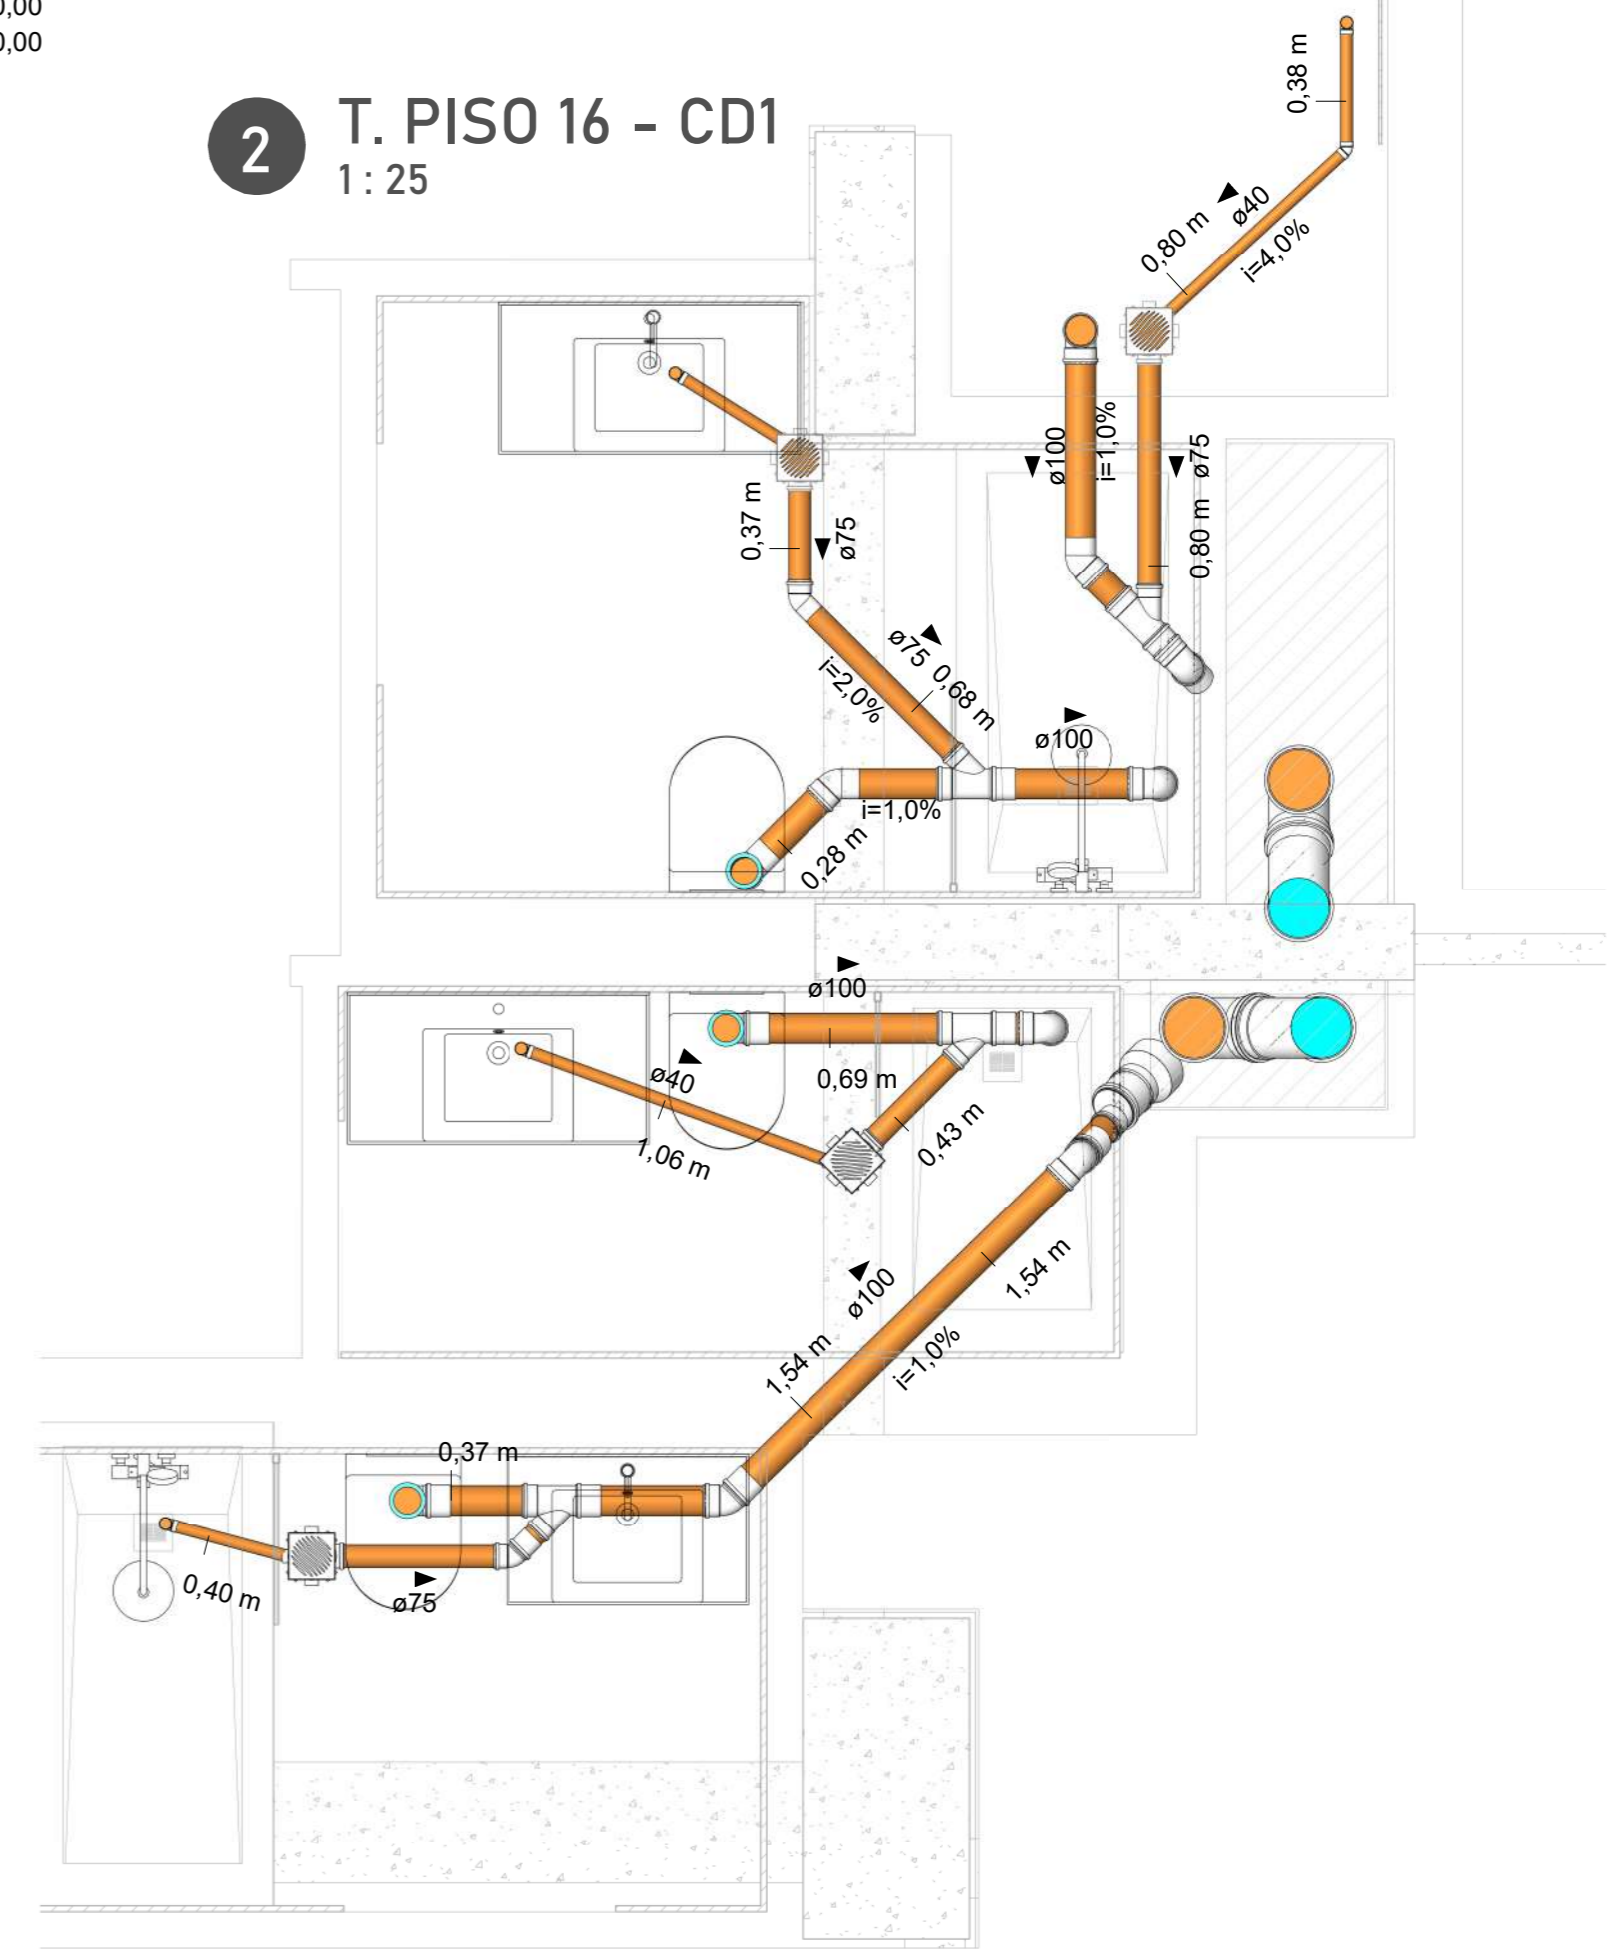 0,00
0,00
2
T. PISO 16 - CD1
1 : 25
0,38 m
0,80 m
ø40
i=4,0%
ø100
i=1,0%
ø75
0,80 m
0,37 m
ø75
ø75
0,68 m
i=2,0%
ø100
i=1,0%
0,28 m
ø100
0,69 m
ø40
1,06 m
0,43 m
1,54 m
ø100
1,54 m
i=1,0%
0,37 m
0,40 m
ø75